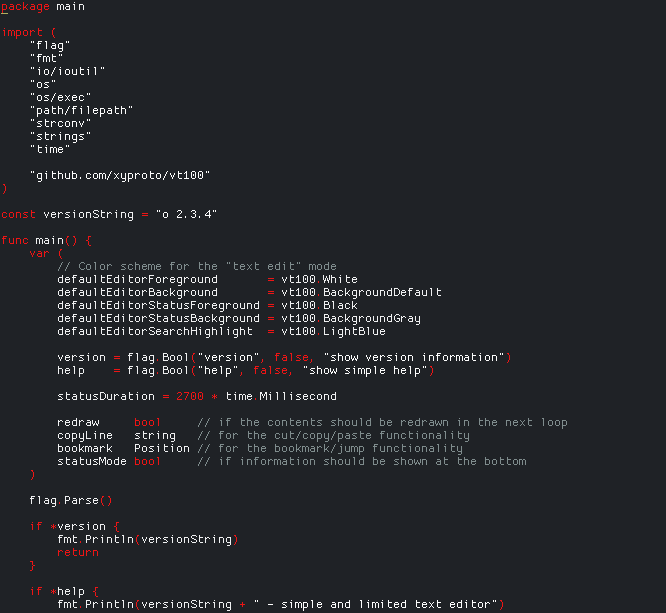 package main

import (
    "flag"
    "fmt"
    "io/ioutil"
    "os"
    "os/exec"
    "path/filepath"
    "strconv"
    "strings"
    "time"

    "github.com/xyproto/vt100"
)

const versionString = "o 2.3.4"

func main() {
    var (
        // Color scheme for the "text edit" mode
        defaultEditorForeground       = vt100.White
        defaultEditorBackground       = vt100.BackgroundDefault
        defaultEditorStatusForeground = vt100.Black
        defaultEditorStatusBackground = vt100.BackgroundGray
        defaultEditorSearchHighlight  = vt100.LightBlue

        version = flag.Bool("version", false, "show version information")
        help    = flag.Bool("help", false, "show simple help")

        statusDuration = 2700 * time.Millisecond

        redraw     bool     // if the contents should be redrawn in the next loop
        copyLine   string   // for the cut/copy/paste functionality
        bookmark   Position // for the bookmark/jump functionality
        statusMode bool     // if information should be shown at the bottom
    )

    flag.Parse()

    if *version {
        fmt.Println(versionString)
        return
    }

    if *help {
        fmt.Println(versionString + " - simple and limited text editor")